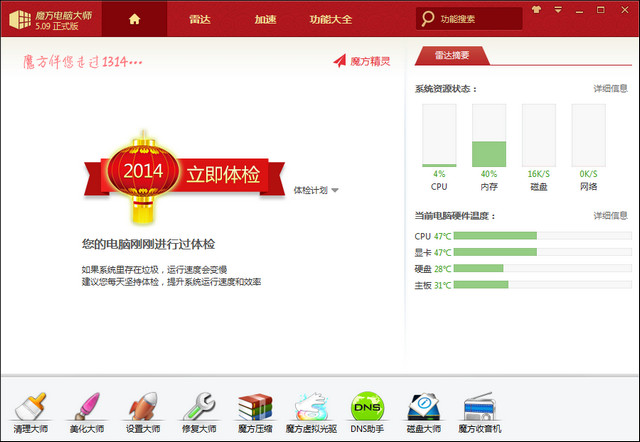 魔方电脑大师
5.09 正式版
雷达
加速
功能大全
功能搜索
魔方伴您走过1314···
魔方精灵
2014
立即体检
体检计划
您的电脑刚刚进行过体检
如果系统里存在垃圾，运行速度会变慢
建议您每天坚持体检，提升系统运行速度和效率
雷达摘要
系统资源状态：
详细信息
4% 40% 16K/S 0K/S
CPU 内存 磁盘 网络
当前电脑硬件温度：
详细信息
CPU 47℃
显卡 47℃
硬盘 28℃
主板 31℃
DNS
清理大师 美化大师 设置大师 修复大师 魔方压缩 魔方虚拟光驱 DNS助手 磁盘大师 魔方收音机